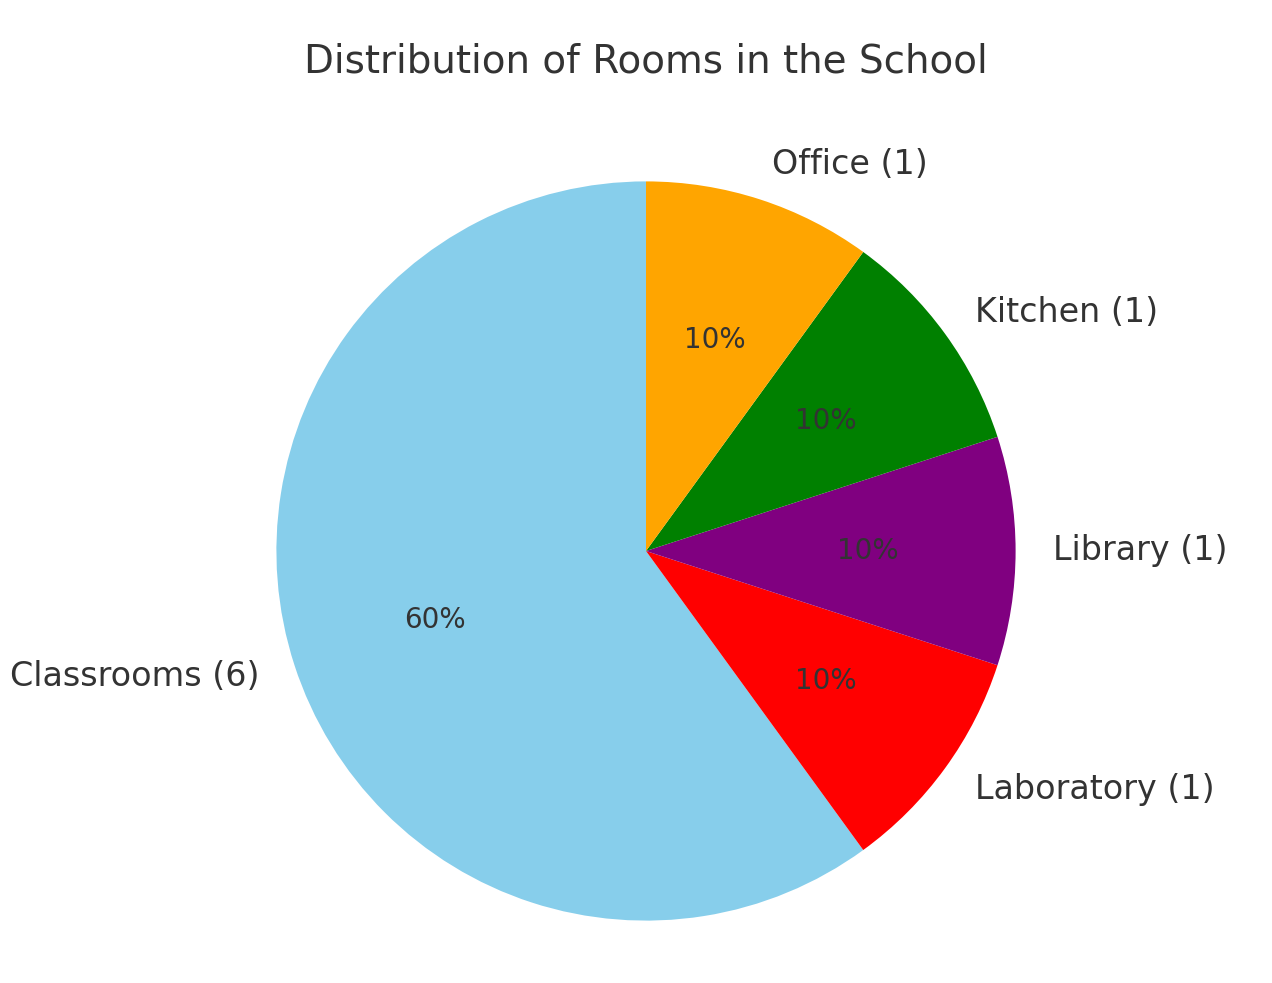 Distribution of Rooms in the School
Office (1)
10%
Kitchen (1)
10%
Library (1)
10%
Classrooms (6)
60%
Laboratory (1)
10%